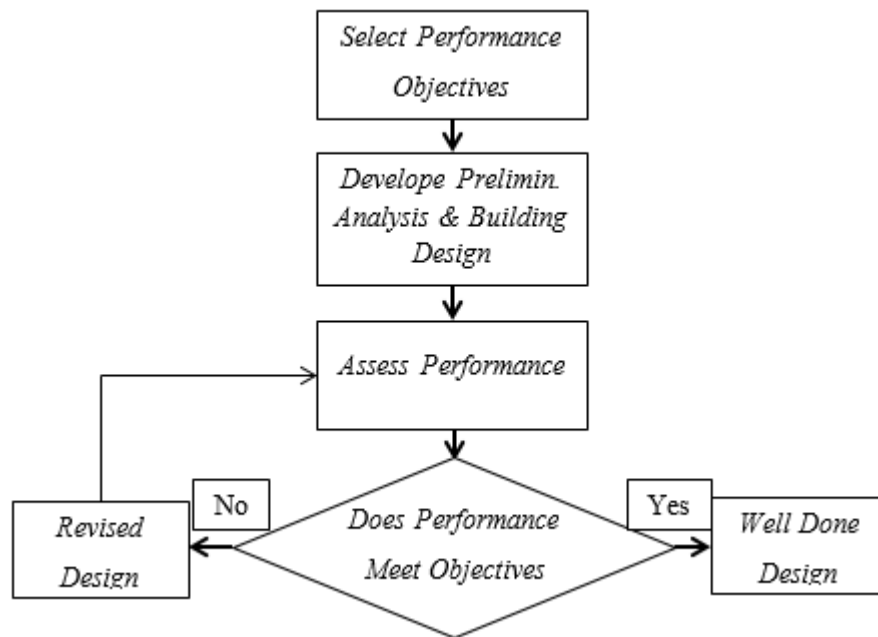 Select Performance
Objectives
Develope Prelimin.
Analysis & Building
Design
Assess Performance
No
Yes
Revised
Design
Does Performance
Meet Objectives
Well Done
Design